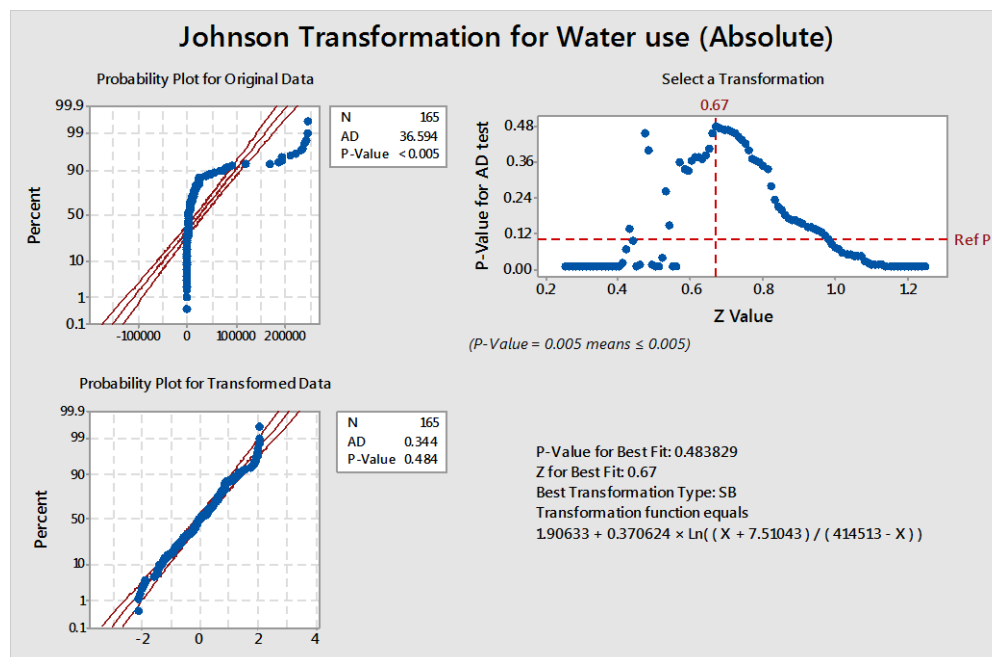 Johnson Transformation for Water use (Absolute)
Probability Plot for Original Data
99.9
99
90
50
10
1
0.1
Percent
-100000 0 100000 200000
N 165
AD 36.594
P-Value <0.005
Select a Transformation
0.67
0.48
0.36
0.24
0.12
0.00
P-Value for AD test
Ref P
0.2 0.4 0.6 0.8 1.0 1.2
Z Value
(P-Value = 0.005 means ≤ 0.005)
Probability Plot for Transformed Data
99.9
99
90
50
10
1
0.1
Percent
-2 0 2 4
N 165
AD 0.344
P-Value 0.484
P-Value for Best Fit: 0.483829
Z for Best Fit: 0.67
Best Transformation Type: SB
Transformation function equals
1.90633 + 0.370624 × Ln( ( X + 7.51043 ) / ( 414513 - X ) )